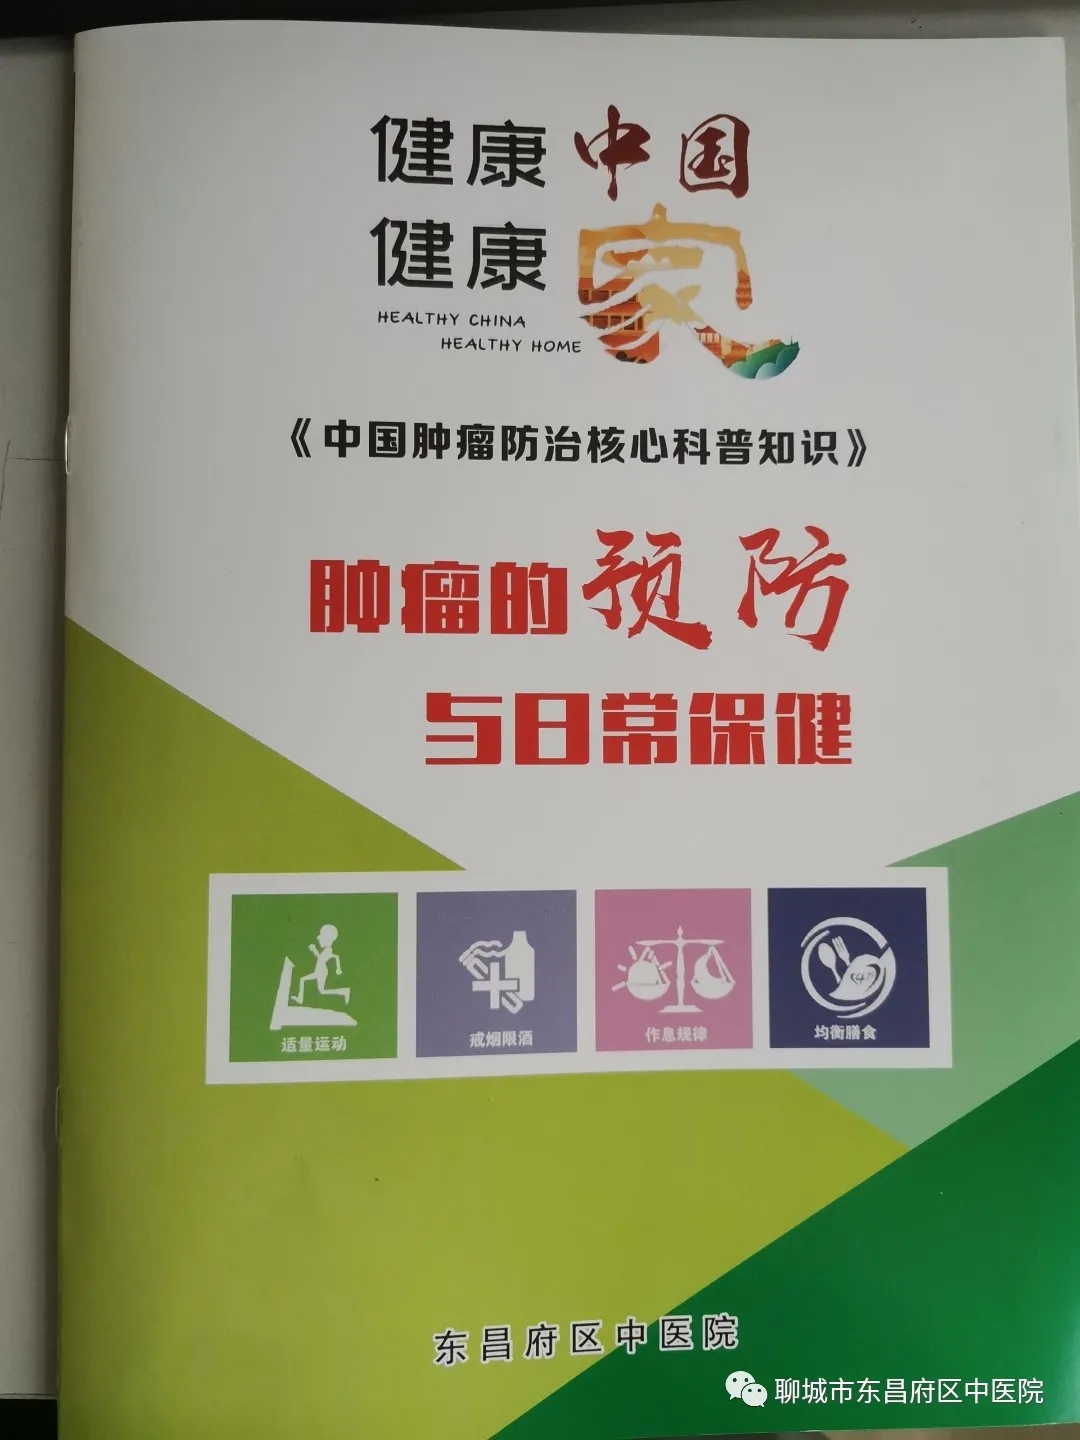 健康中国
健康家
HEALTHY CHINA
HEALTHY HOME
《中国肿瘤防治核心科普知识》
肿瘤的预防
与日常保健
适量运动
戒烟限酒
作息规律
均衡膳食
东昌府区中医院
聊城市东昌府区中医院